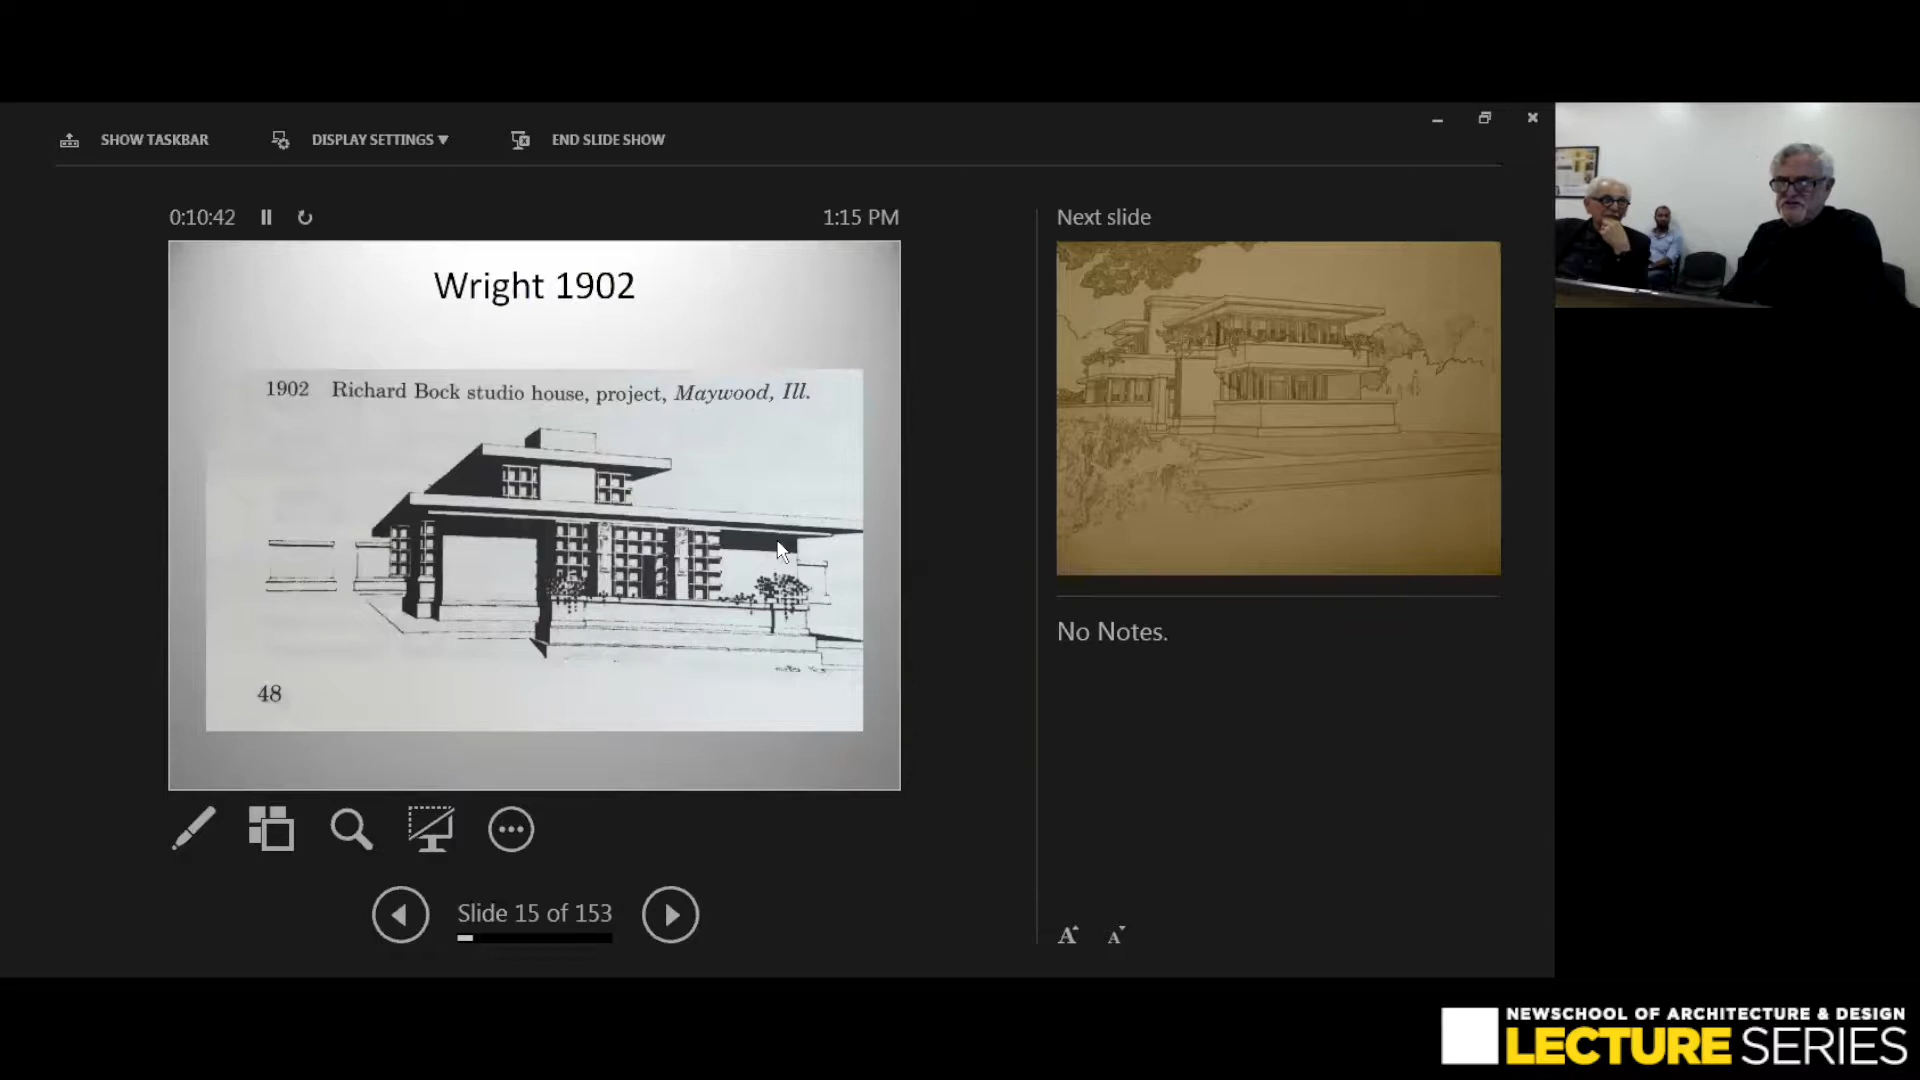 SHOW TASKBAR
DISPLAY SETTINGS ▼
END SLIDE SHOW
0:10:42
1:15 PM
Next slide
Wright 1902
1902 Richard Bock studio house, project, Maywood, Ill.
48
No Notes.
Slide 15 of 153
A A
NEWSCHOOL OF ARCHITECTURE & DESIGN
LECTURE SERIES